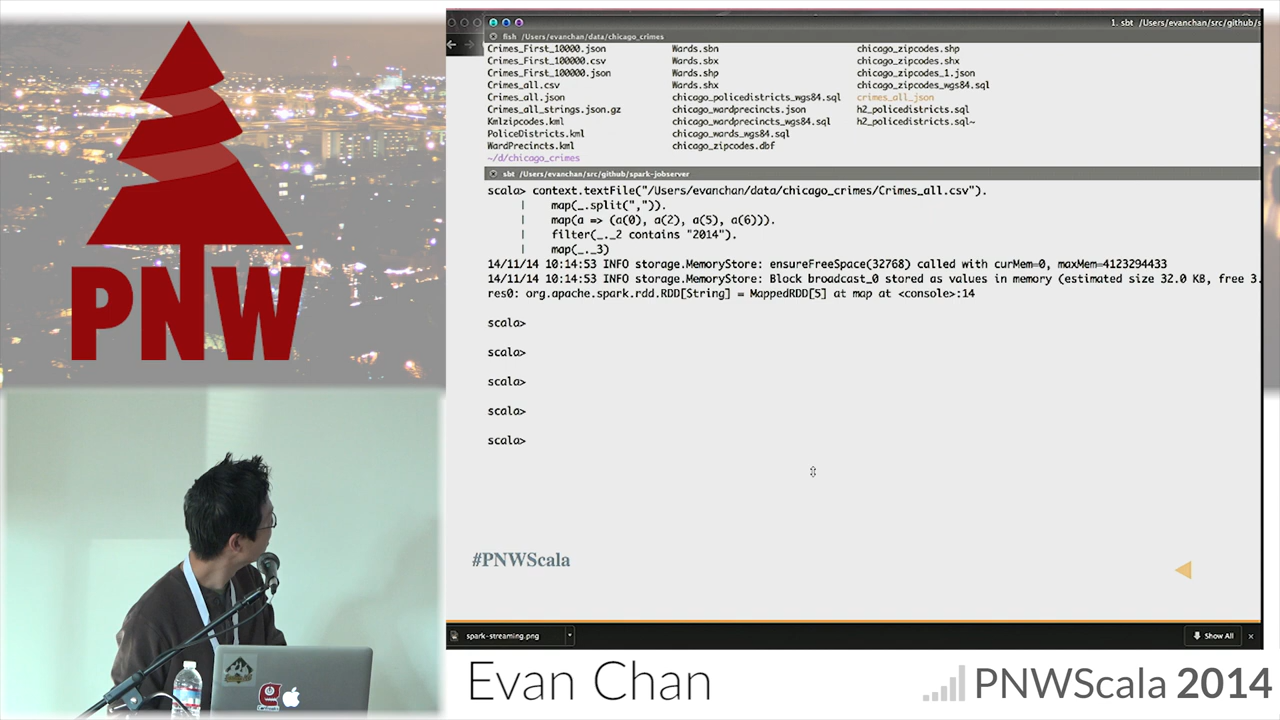 PNW
1. sbt /Users/evanchan/src/github/s
fish /Users/evanchan/data/chicago_crimes
Crimes_First_10000.json Wards.sbn chicago_zipcodes.shp
Crimes_First_100000.csv Wards.sbx chicago_zipcodes.shx
Crimes_First_100000.json Wards.shp chicago_zipcodes_1.json
Crimes_all.csv Wards.shx chicago_zipcodes_wgs84.sql
Crimes_all.json chicago_policedistricts_wgs84.sql crimes_all_json
Crimes_all_strings.json.gz chicago_wardprecincts.json h2_policedistricts.sql
Kmlzipcodes.kml chicago_wardprecincts_wgs84.sql h2_policedistricts.sql~
PoliceDistricts.kml chicago_wards_wgs84.sql
WardPrecincts.kml chicago_zipcodes.dbf
~/d/chicago_crimes
sbt /Users/evanchan/src/github/spark-jobserver
scala> context.textFile("/Users/evanchan/data/chicago_crimes/Crimes_all.csv").
| map(_.split(",")).
| map(a => (a(0), a(2), a(5), a(6))).
| filter(_._2 contains "2014").
| map(_._3)
14/11/14 10:14:53 INFO storage.MemoryStore: ensureFreeSpace(32768) called with curMem=0, maxMem=4123294433
14/11/14 10:14:53 INFO storage.MemoryStore: Block broadcast_0 stored as values in memory (estimated size 32.0 KB, free 3.
res0: org.apache.spark.rdd.RDD[String] = MappedRDD[5] at map at <console>:14
scala>
scala>
scala>
scala>
scala>
#PNWScala
spark-streaming.png
Show All
Evan Chan
PNWScala 2014